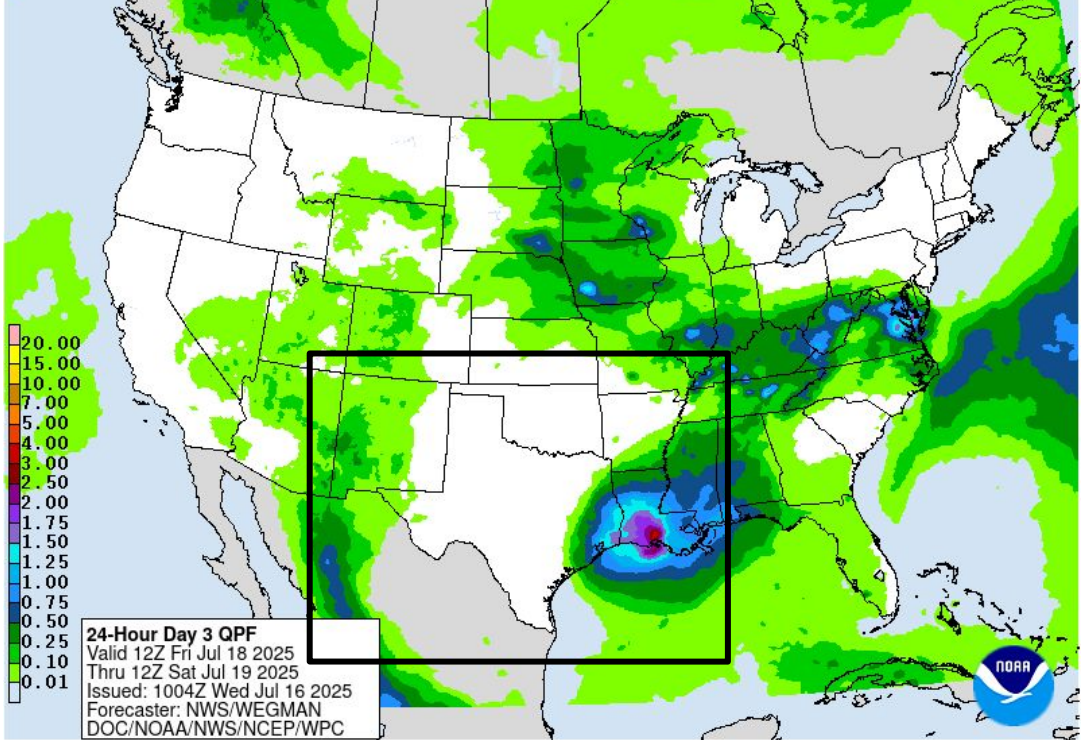 20.00
15.00
10.00
7.00
5.00
4.00
3.00
2.50
2.00
1.75
1.50
1.25
1.00
0.75
0.50
0.25
0.10
0.01
24-Hour Day 3 QPF
Valid 12Z Fri Jul 18 2025
Thru 12Z Sat Jul 19 2025
Issued: 1004Z Wed Jul 16 2025
Forecaster: NWS/WEGMAN
DOC/NOAA/NWS/NCEP/WPC
NOAA